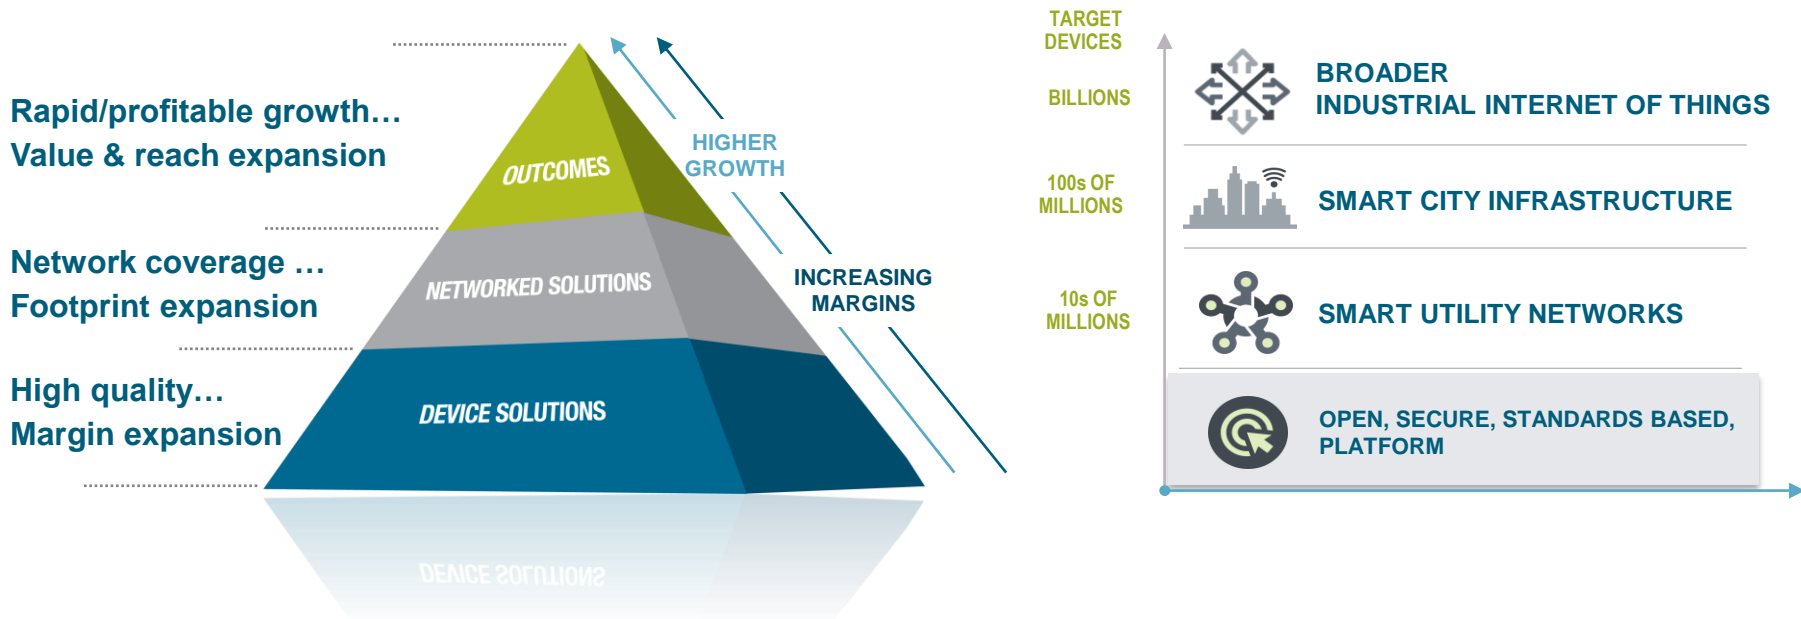 Rapid/profitable growth…
Value & reach expansion
Network coverage …
Footprint expansion
High quality…
Margin expansion
OUTCOMES
NETWORKED SOLUTIONS
DEVICE SOLUTIONS
DEVICE SOLUTIONS
HIGHER
GROWTH
INCREASING
MARGINS
TARGET
DEVICES
BILLIONS
BROADER
INDUSTRIAL INTERNET OF THINGS
100s OF
MILLIONS
SMART CITY INFRASTRUCTURE
10s OF
MILLIONS
SMART UTILITY NETWORKS
OPEN, SECURE, STANDARDS BASED,
PLATFORM